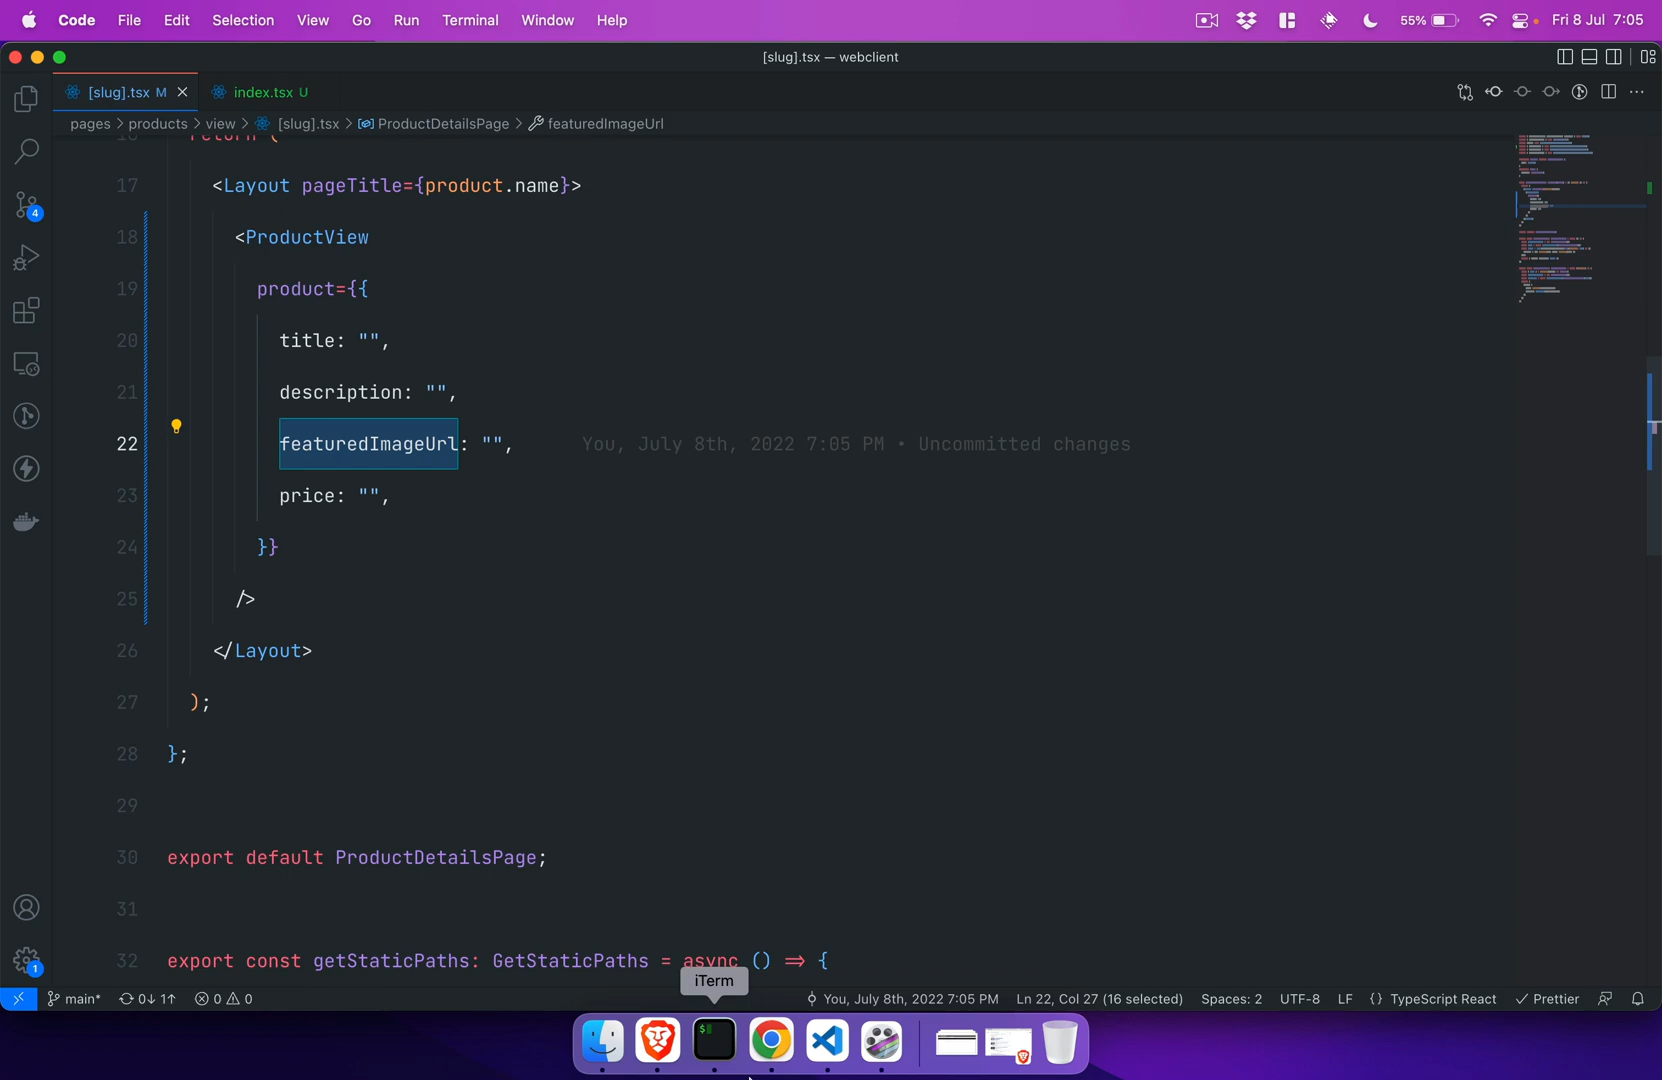 Code File Edit Selection View Go Run Terminal Window Help 55% Fri 8 Jul 7:05
[slug].tsx — webclient
[slug].tsx M index.tsx U
pages > products > view > [slug].tsx > ProductDetailsPage > featuredImageUrl
17 <Layout pageTitle={product.name}>
18 <ProductView
19 product={{
20 title: "",
21 description: "",
22 featuredImageUrl: "", You, July 8th, 2022 7:05 PM • Uncommitted changes
23 price: "",
24 }}
25 />
26 </Layout>
27 );
28 };
29
30 export default ProductDetailsPage;
31
32 export const getStaticPaths: GetStaticPaths = async () => {
4
1
iTerm
main* 0↓ 1↑ 0 0 You, July 8th, 2022 7:05 PM Ln 22, Col 27 (16 selected) Spaces: 2 UTF-8 LF {} TypeScript React Prettier
$